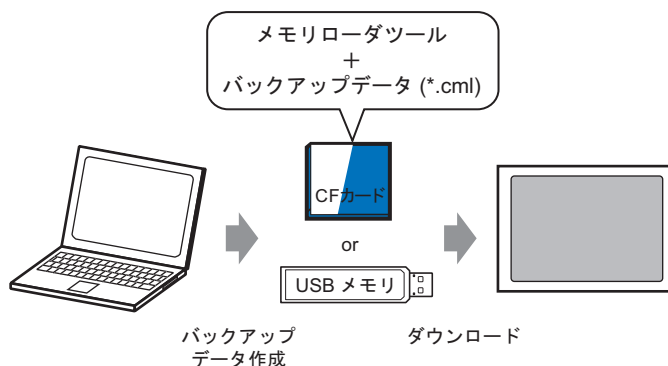 メモリローダツール
+
バックアップデータ (*.cml)
CFカード
or
USB メモリ
バックアップ
データ作成
ダウンロード